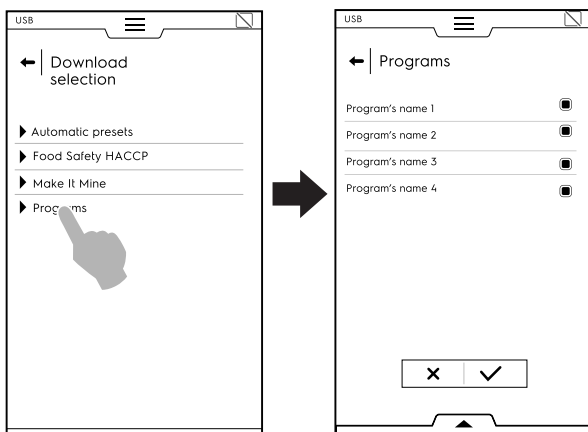 USB
Download
selection
Automatic presets
Food Safety HACCP
Make It Mine
USB
Programs
Program's name 1
Program's name 2
Program's name 3
Program's name 4